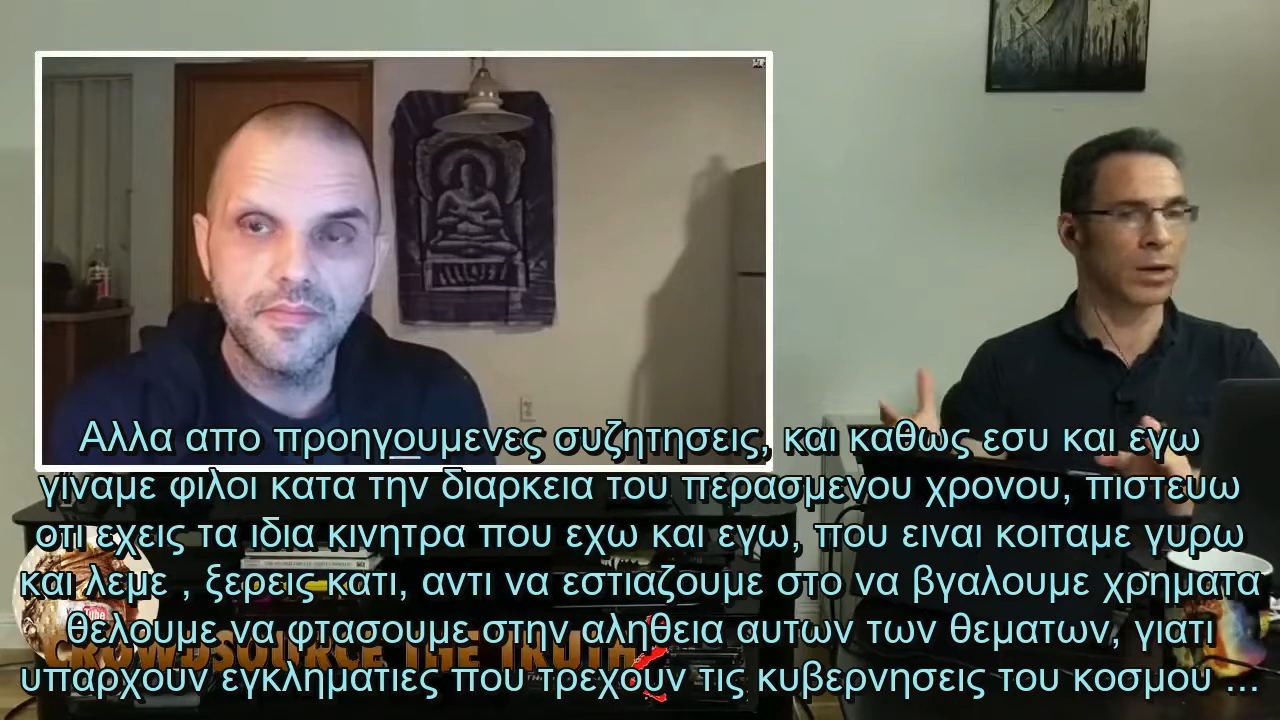 Αλλα απο προηγουμενες συζητησεις, και καθως εσυ και εγω
γιναμε φιλοι κατα την διαρκεια του περασμενου χρονου, πιστευω
οτι εχεις τα ιδια κινητρα που εχω και εγω, που ειναι κοιταμε γυρω
και λεμε , ξερεις κατι, αντι να εστιαζουμε στο να βγαλουμε χρηματα
θελουμε να φτασουμε στην αληθεια αυτων των θεματων, γιατι
υπαρχουν εγκληματιες που τρεχουν τις κυβερνησεις του κοσμου ...
CROWDSOURCE THE TRUTH